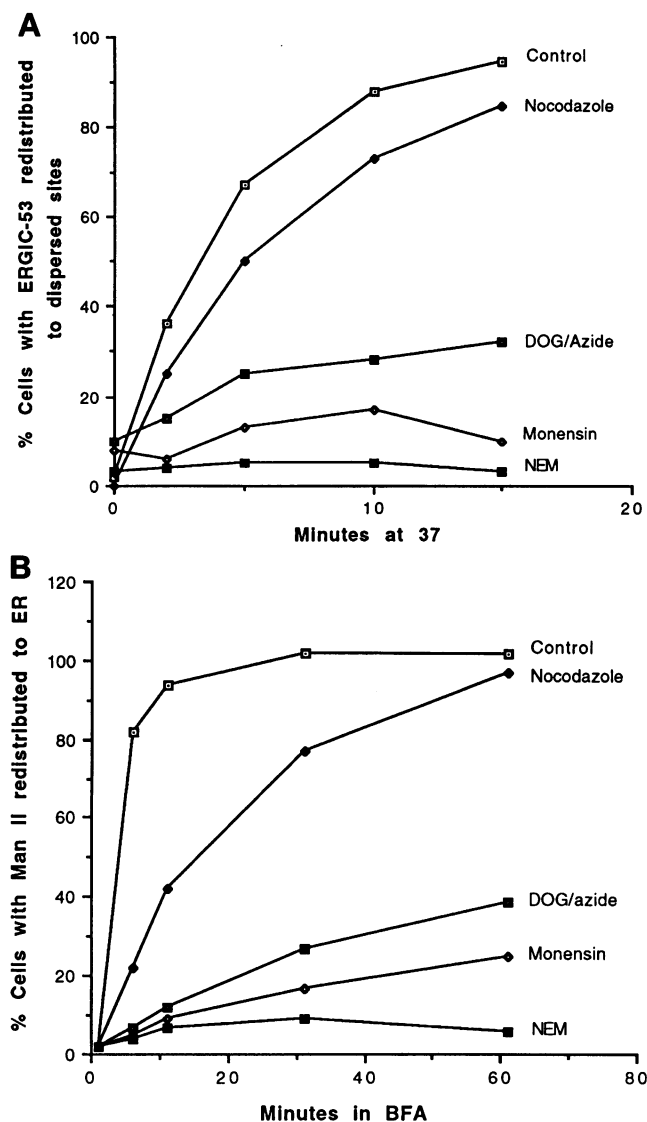 A
% Cells with ERGIC-53 redistributed
to dispersed sites
100
80
60
40
20
0
0
10
20
Minutes at 37
Control
Nocodazole
DOG/Azide
Monensin
NEM
B
% Cells with Man II redistributed to ER
120
100
80
60
40
20
0
0
20
40
60
80
Minutes in BFA
Control
Nocodazole
DOG/azide
Monensin
NEM